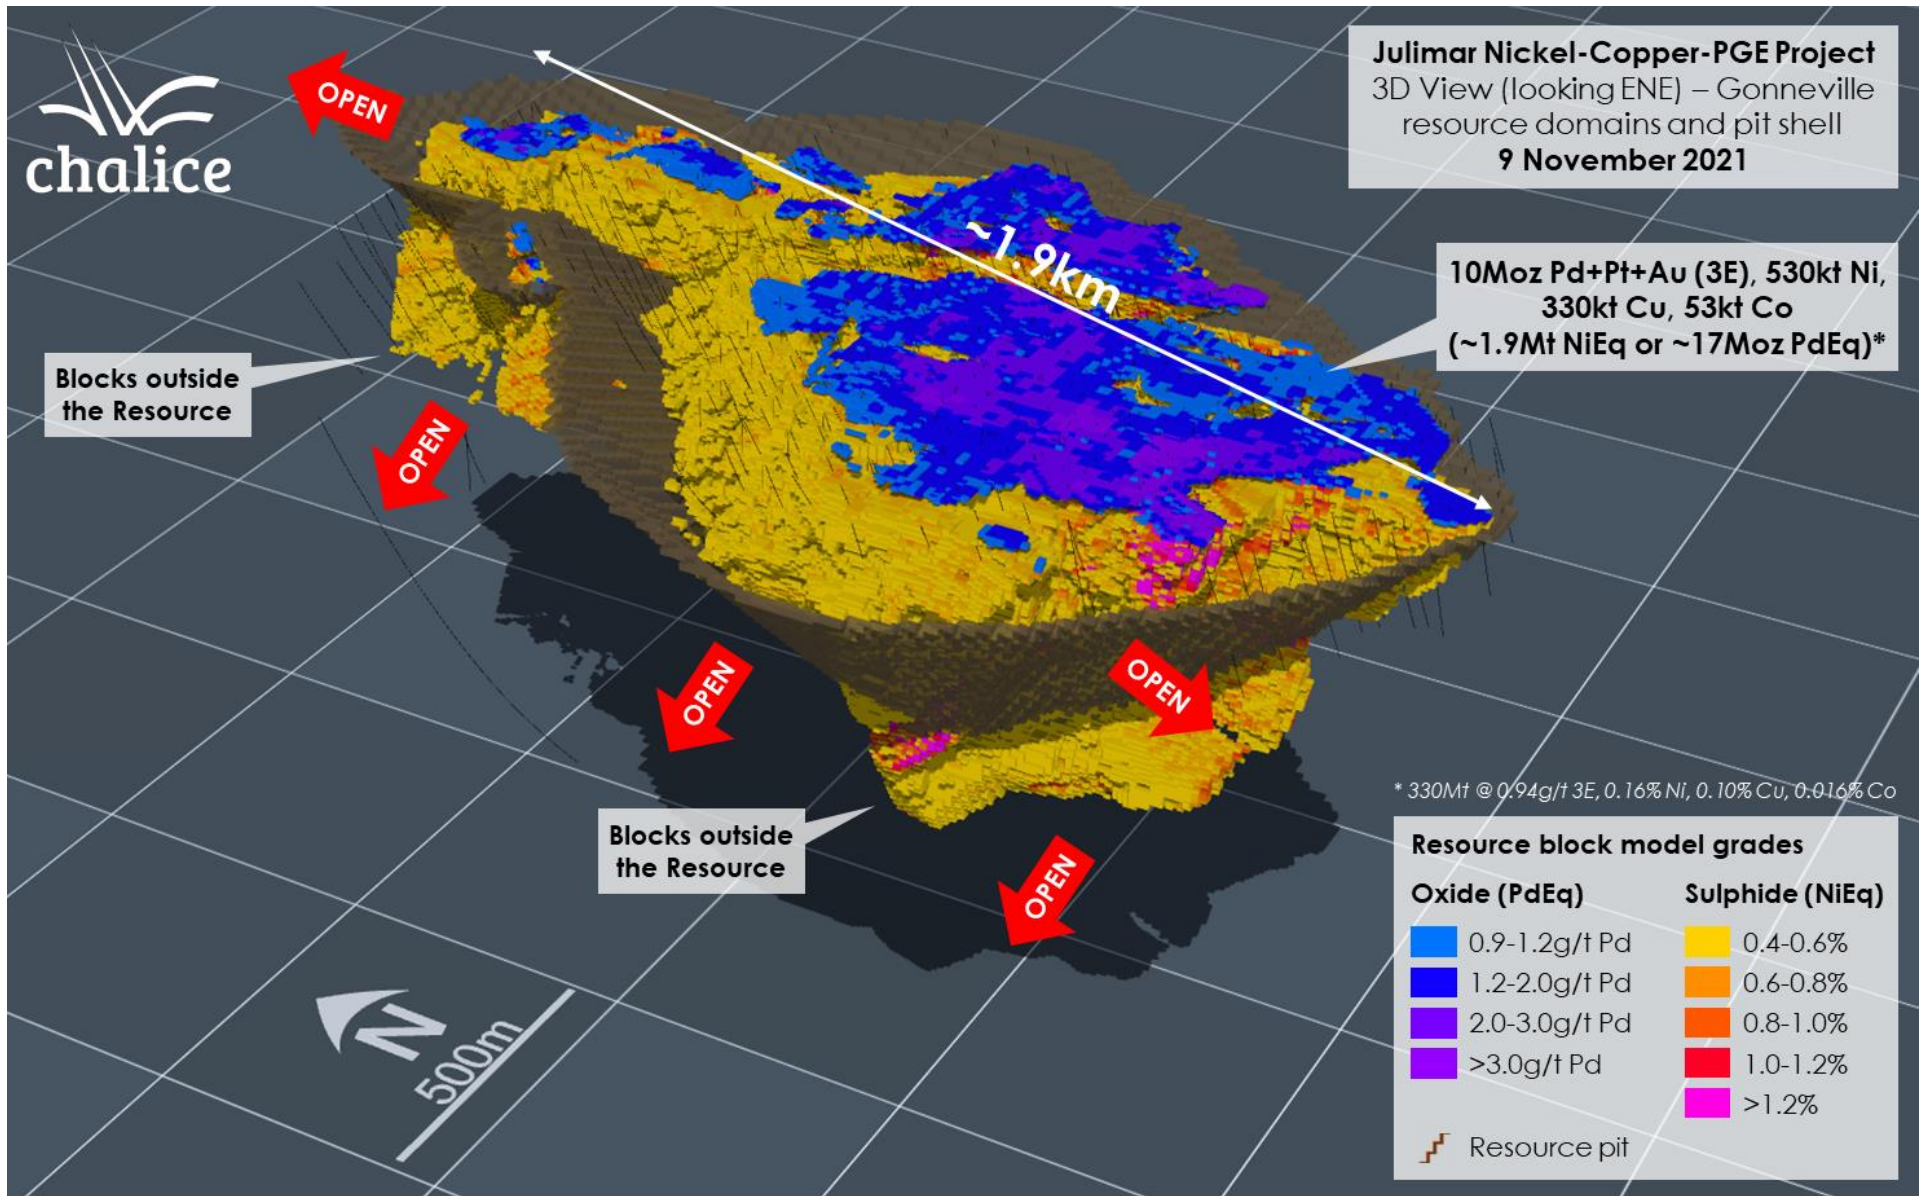 chalice
OPEN
Julimar Nickel-Copper-PGE Project
3D View (looking ENE) – Gonneville
resource domains and pit shell
9 November 2021
~1.9km
10Moz Pd+Pt+Au (3E), 530kt Ni,
330kt Cu, 53kt Co
(~1.9Mt NiEq or ~17Moz PdEq)*
Blocks outside
the Resource
OPEN
OPEN
OPEN
Blocks outside
the Resource
OPEN
* 330Mt @ 0.94g/t 3E, 0.16% Ni, 0.10% Cu, 0.016% Co
Resource block model grades
Oxide (PdEq)
0.9-1.2g/t Pd
1.2-2.0g/t Pd
2.0-3.0g/t Pd
>3.0g/t Pd
Sulphide (NiEq)
0.4-0.6%
0.6-0.8%
0.8-1.0%
1.0-1.2%
>1.2%
Resource pit
N
500m